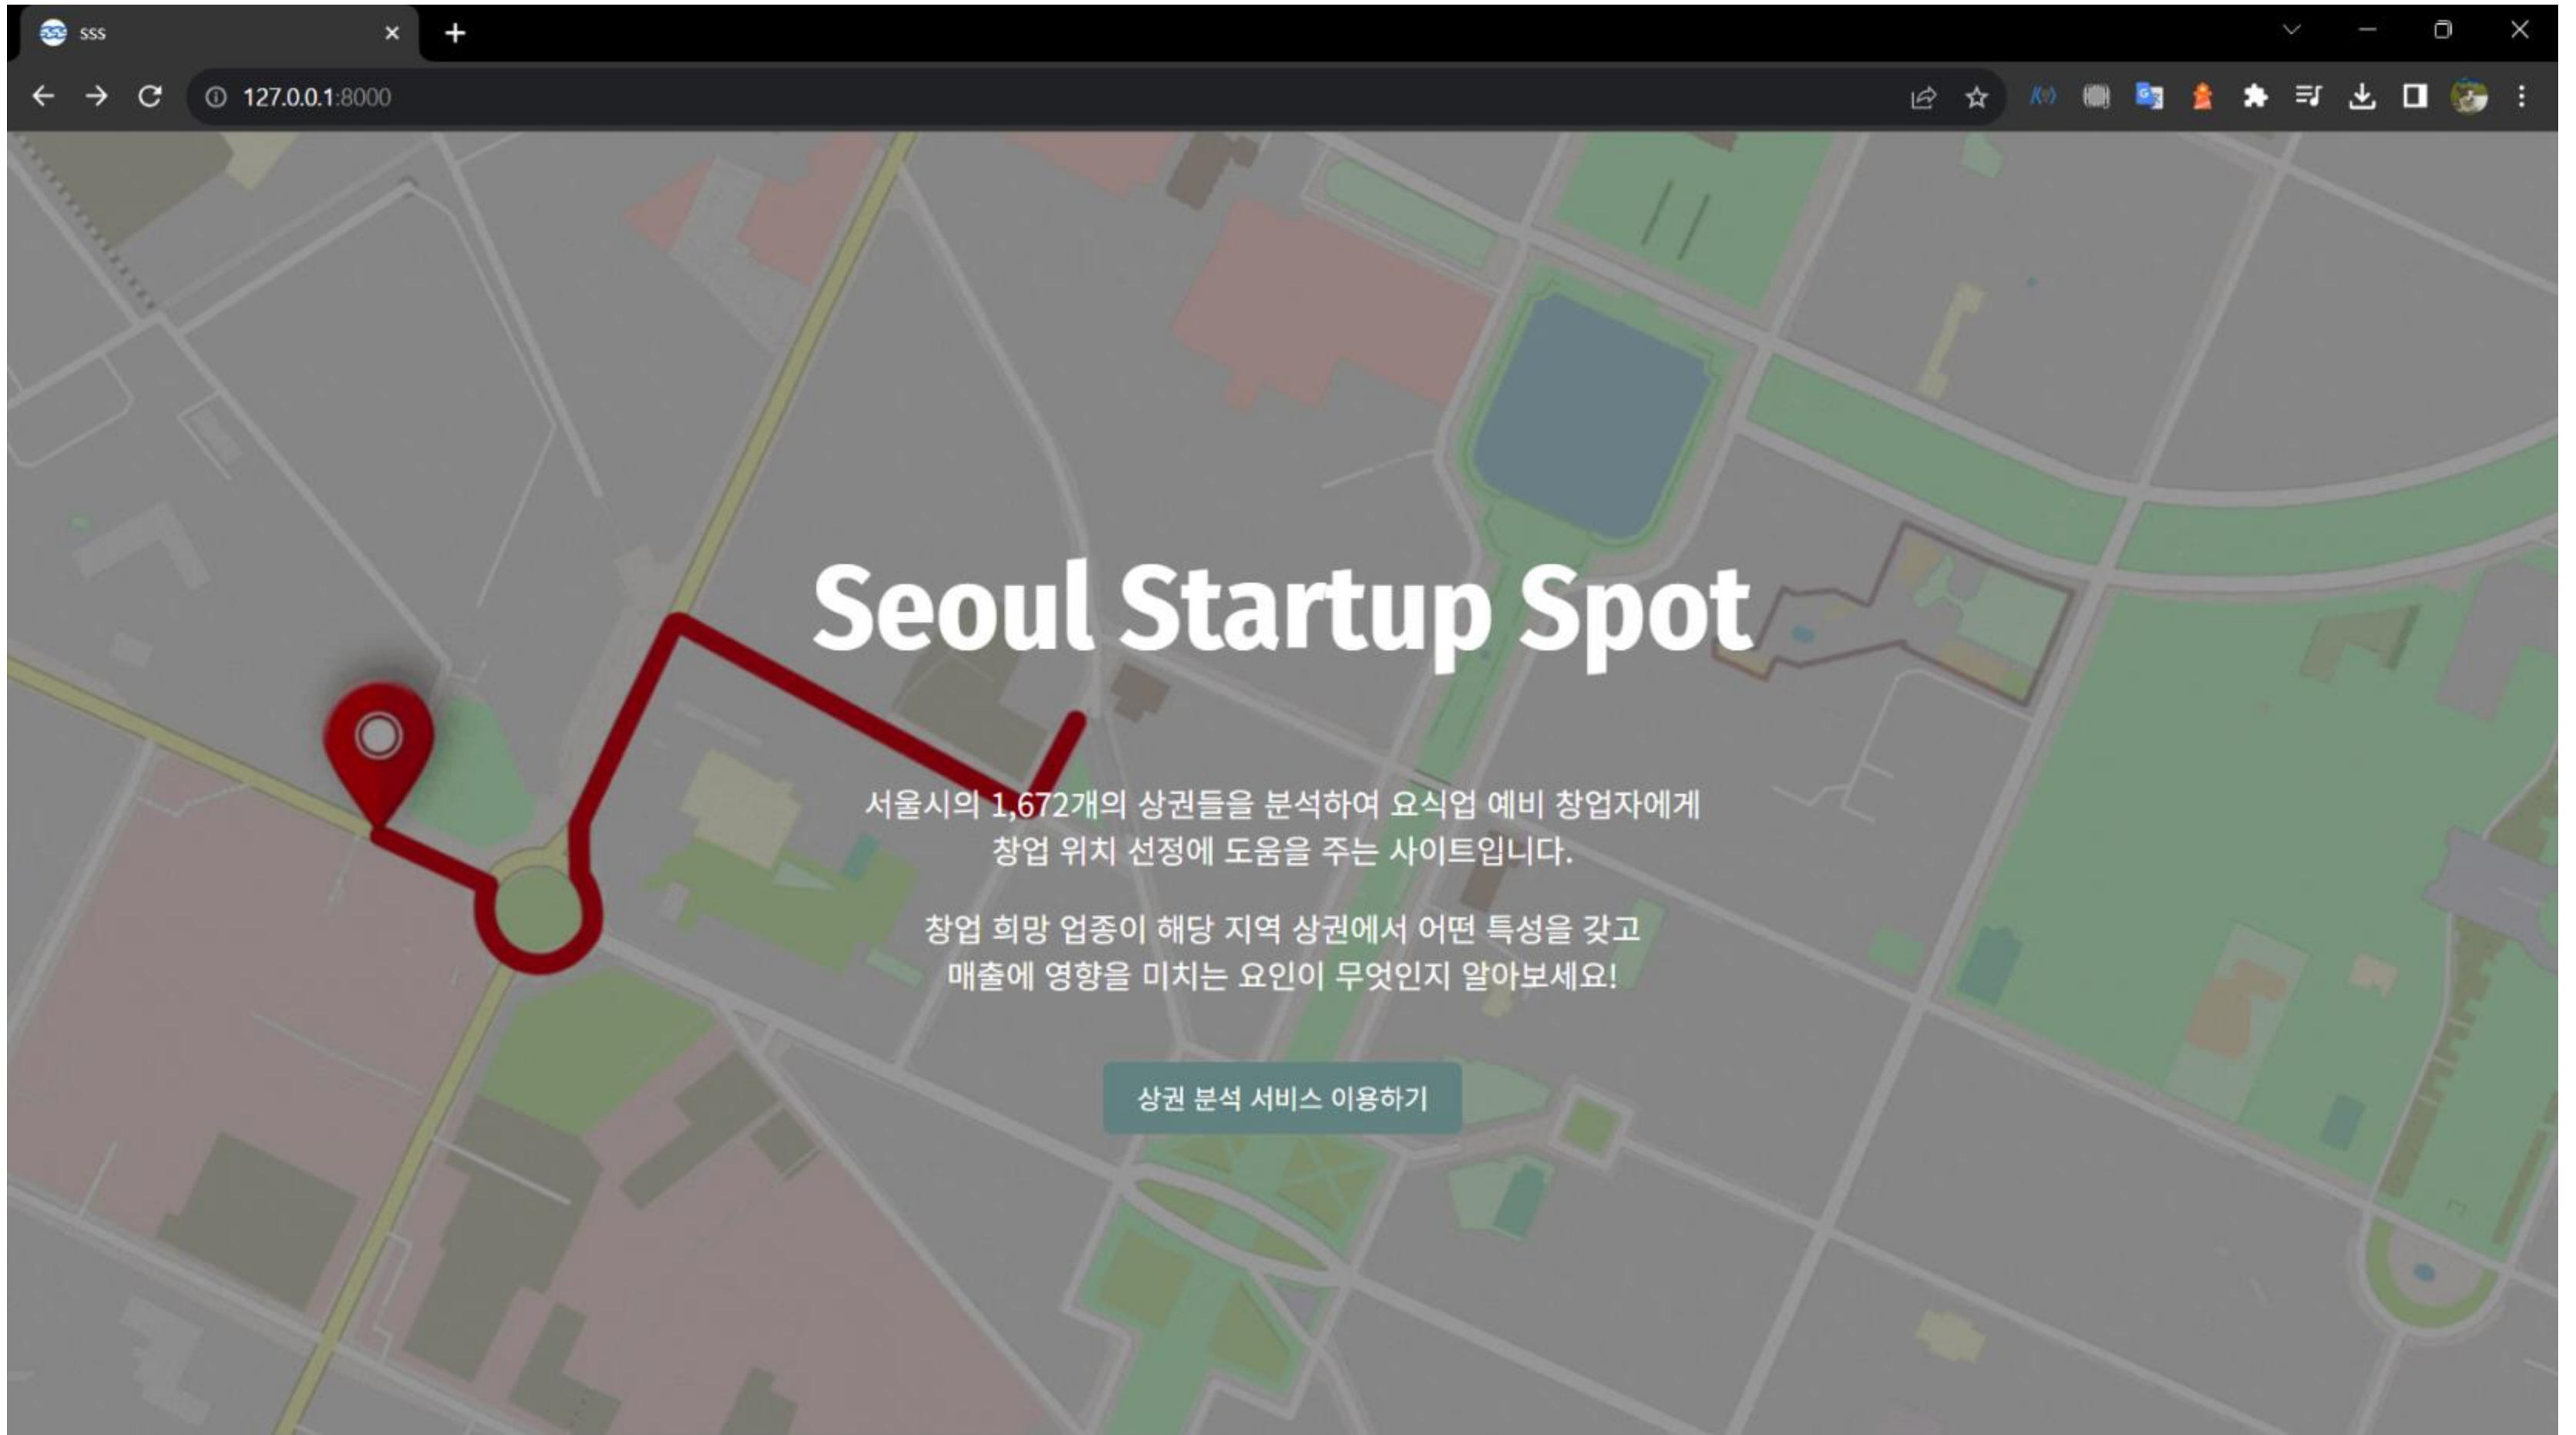 sss
127.0.0.1:8000
Seoul Startup Spot
서울시의 1,672개의 상권들을 분석하여 요식업 예비 창업자에게
창업 위치 선정에 도움을 주는 사이트입니다.
창업 희망 업종이 해당 지역 상권에서 어떤 특성을 갖고
매출에 영향을 미치는 요인이 무엇인지 알아보세요!
상권 분석 서비스 이용하기